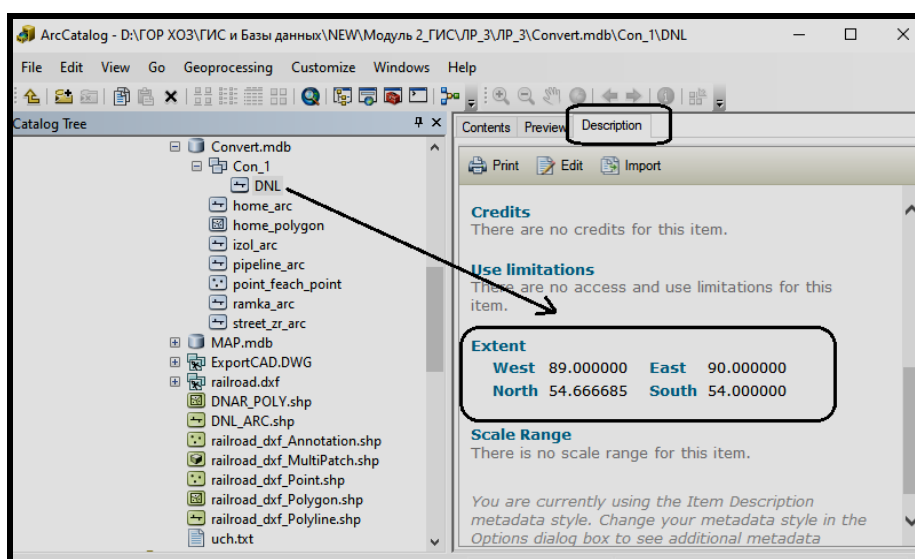 ArcCatalog - D:\ГОР ХОЗ\ГИС и Базы данных\NEW\Модуль 2_ГИС\ЛР_3\ЛР_3\Convert.mdb\Con_1\DNL
File Edit View Go Geoprocessing Customize Windows Help
Catalog Tree
Convert.mdb
Con_1
DNL
home_arc
home_polygon
izol_arc
pipeline_arc
point_feach_point
ramka_arc
street_zr_arc
MAP.mdb
ExportCAD.DWG
railroad.dxf
DNAR_POLY.shp
DNL_ARC.shp
railroad_dxf_Annotation.shp
railroad_dxf_MultiPatch.shp
railroad_dxf_Point.shp
railroad_dxf_Polygon.shp
railroad_dxf_Polyline.shp
uch.txt
Contents Preview Description
Print Edit Import
Credits
There are no credits for this item.
Use limitations
There are no access and use limitations for this
item.
Extent
West 89.000000 East 90.000000
North 54.666685 South 54.000000
Scale Range
There is no scale range for this item.
You are currently using the Item Description
metadata style. Change your metadata style in the
Options dialog box to see additional metadata